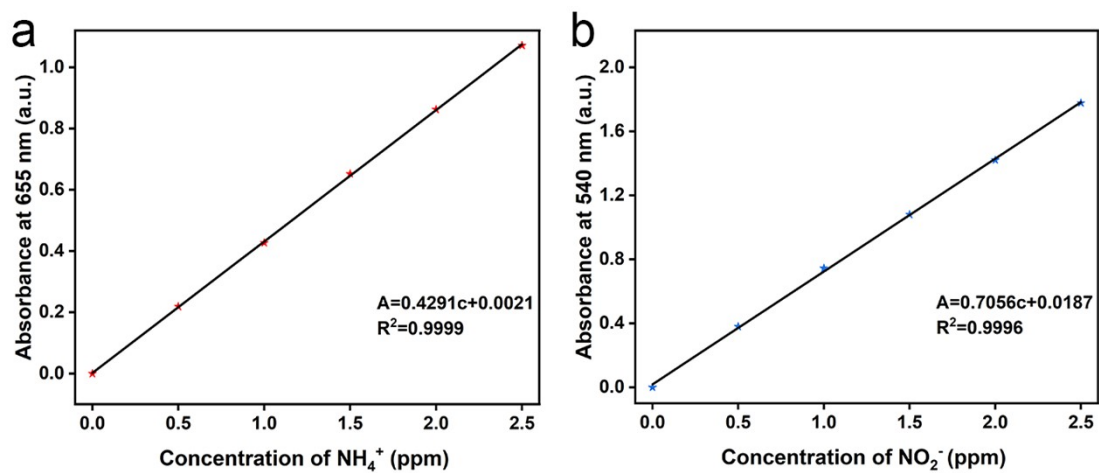 a
Absorbance at 655 nm (a.u.)
1.0
0.8
0.6
0.4
0.2
0.0
A=0.4291c+0.0021
R²=0.9999
0.0 0.5 1.0 1.5 2.0 2.5
Concentration of NH₄⁺ (ppm)
b
Absorbance at 540 nm (a.u.)
2.0
1.6
1.2
0.8
0.4
0.0
A=0.7056c+0.0187
R²=0.9996
0.0 0.5 1.0 1.5 2.0 2.5
Concentration of NO₂⁻ (ppm)